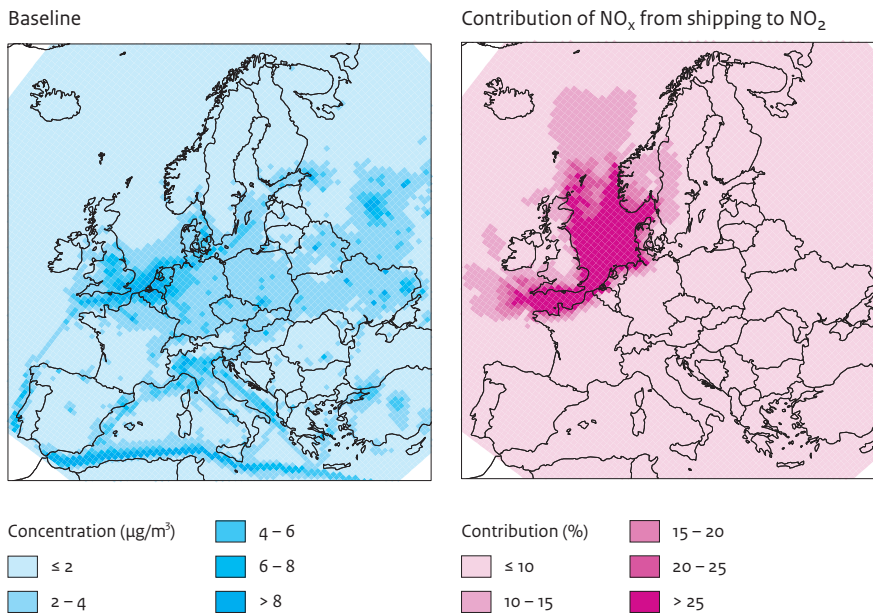 Baseline
Contribution of NOₓ from shipping to NO₂
Concentration (µg/m³)
≤ 2
2 – 4
4 – 6
6 – 8
> 8
Contribution (%)
≤ 10
10 – 15
15 – 20
20 – 25
> 25